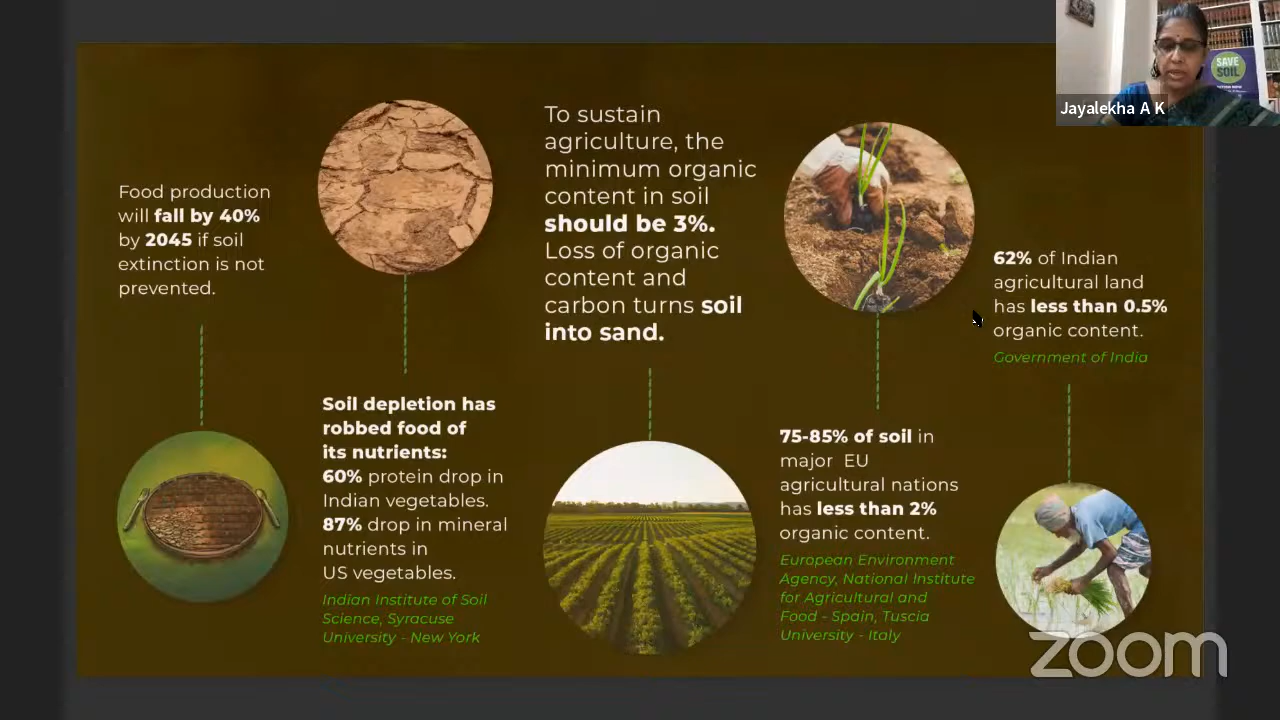 Food production
will fall by 40%
by 2045 if soil
extinction is not
prevented.
Soil depletion has
robbed food of
its nutrients:
60% protein drop in
Indian vegetables.
87% drop in mineral
nutrients in
US vegetables.
Indian Institute of Soil
Science, Syracuse
University - New York
To sustain
agriculture, the
minimum organic
content in soil
should be 3%.
Loss of organic
content and
carbon turns soil
into sand.
75-85% of soil in
major EU
agricultural nations
has less than 2%
organic content.
European Environment
Agency, National Institute
for Agricultural and
Food - Spain, Tuscia
University - Italy
62% of Indian
agricultural land
has less than 0.5%
organic content.
Government of India
SAVE
SOIL
Jayalekha A K
zoom